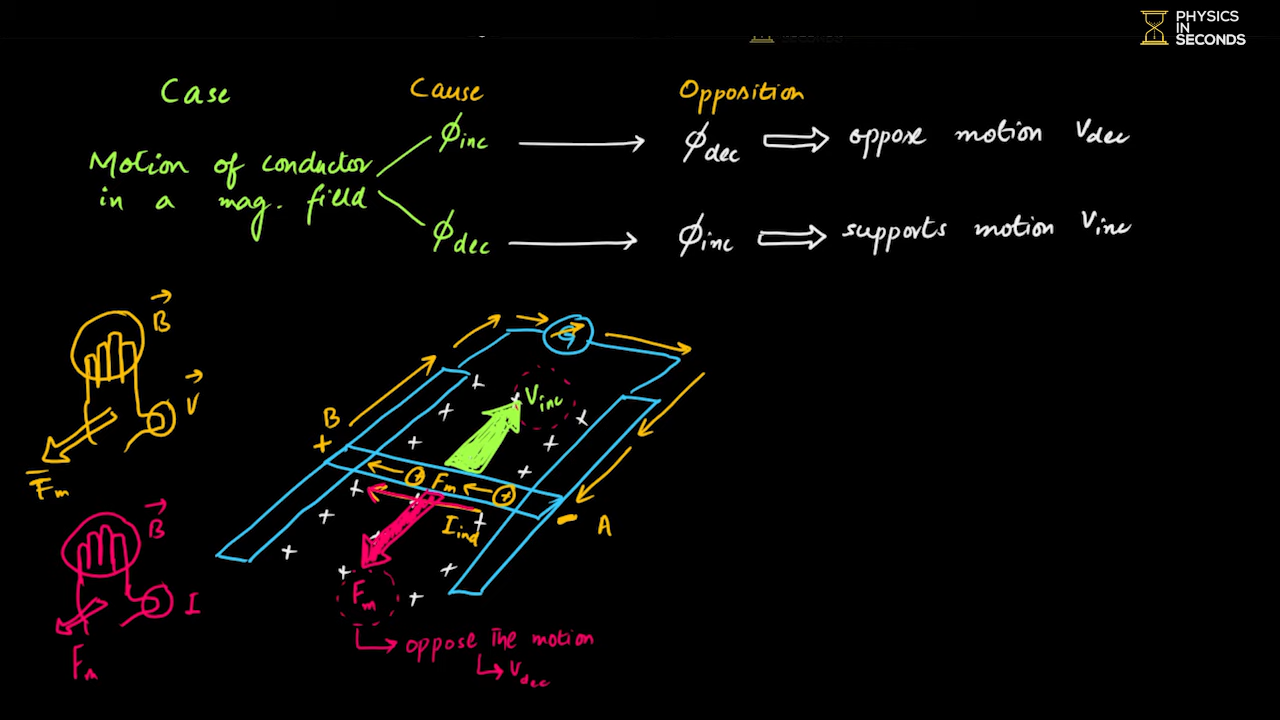 PHYSICS
IN
SECONDS
Case
Cause
Opposition
Motion of conductor
in a mag. field
ϕinc
ϕdec
oppose motion Vdec
ϕdec
ϕinc
supports motion Vinc
B
V
Fm
B
I
Fm
G
Vinc
B
+
+ Fm +
Iind
- A
Fm
oppose the motion
Vdec